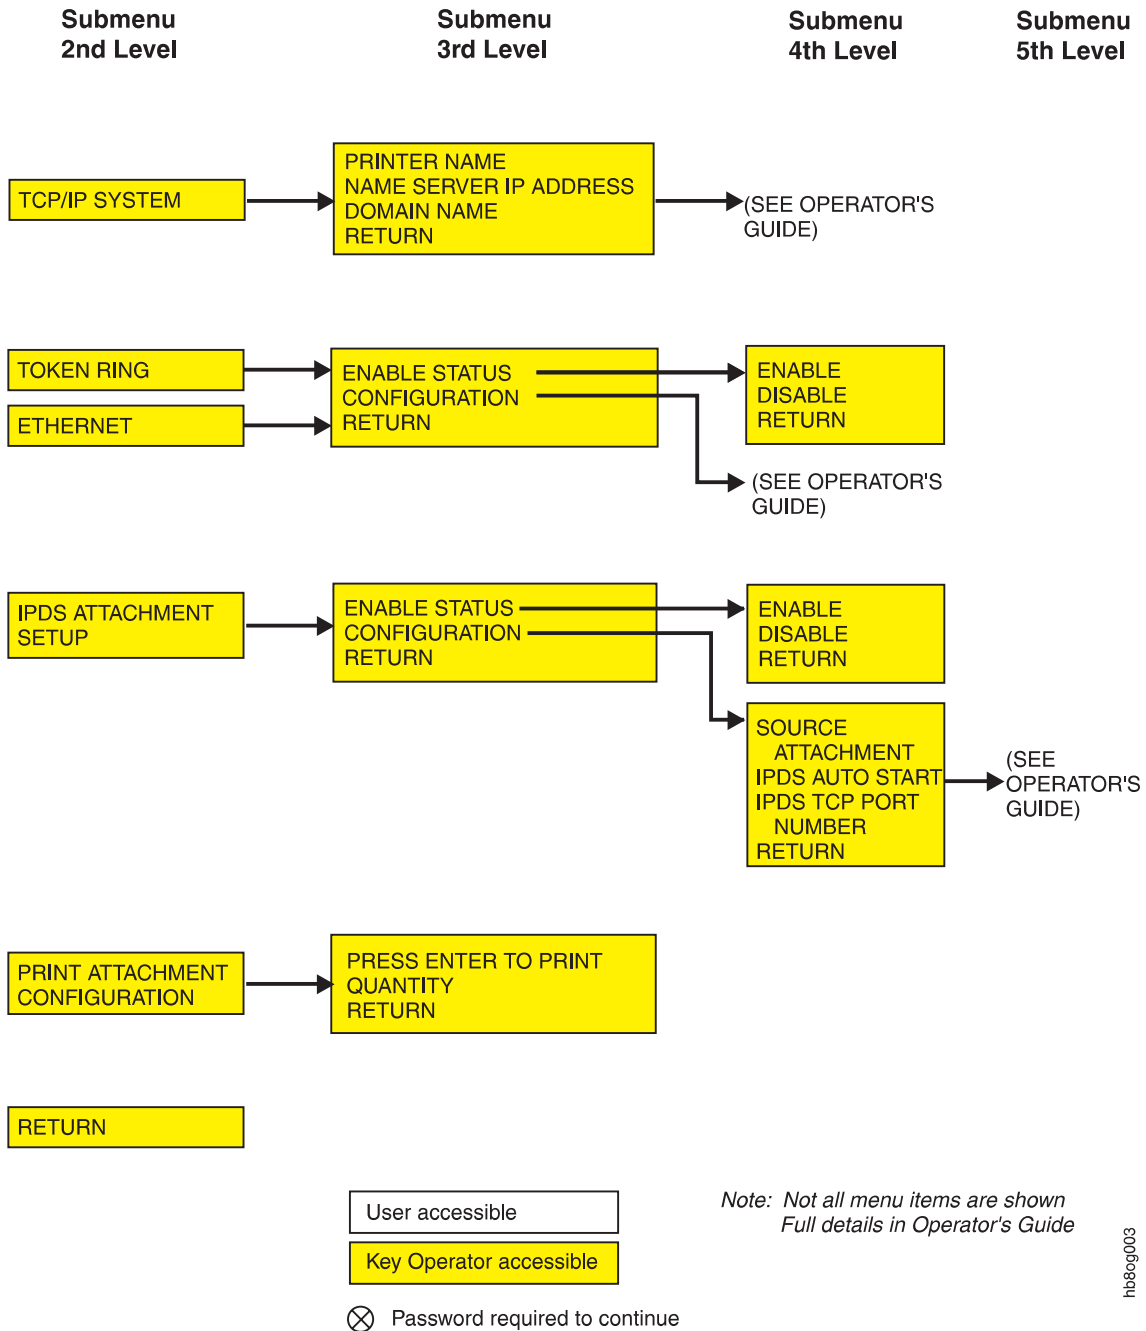 Submenu
2nd Level
Submenu
3rd Level
Submenu
4th Level
Submenu
5th Level
TCP/IP SYSTEM
PRINTER NAME
NAME SERVER IP ADDRESS
DOMAIN NAME
RETURN
(SEE OPERATOR'S
GUIDE)
TOKEN RING
ETHERNET
ENABLE STATUS
CONFIGURATION
RETURN
ENABLE
DISABLE
RETURN
(SEE OPERATOR'S
GUIDE)
IPDS ATTACHMENT
SETUP
ENABLE STATUS
CONFIGURATION
RETURN
ENABLE
DISABLE
RETURN
SOURCE
ATTACHMENT
IPDS AUTO START
IPDS TCP PORT
NUMBER
RETURN
(SEE
OPERATOR'S
GUIDE)
PRINT ATTACHMENT
CONFIGURATION
PRESS ENTER TO PRINT
QUANTITY
RETURN
RETURN
User accessible
Key Operator accessible
Password required to continue
Note: Not all menu items are shown
Full details in Operator's Guide
hb8og003